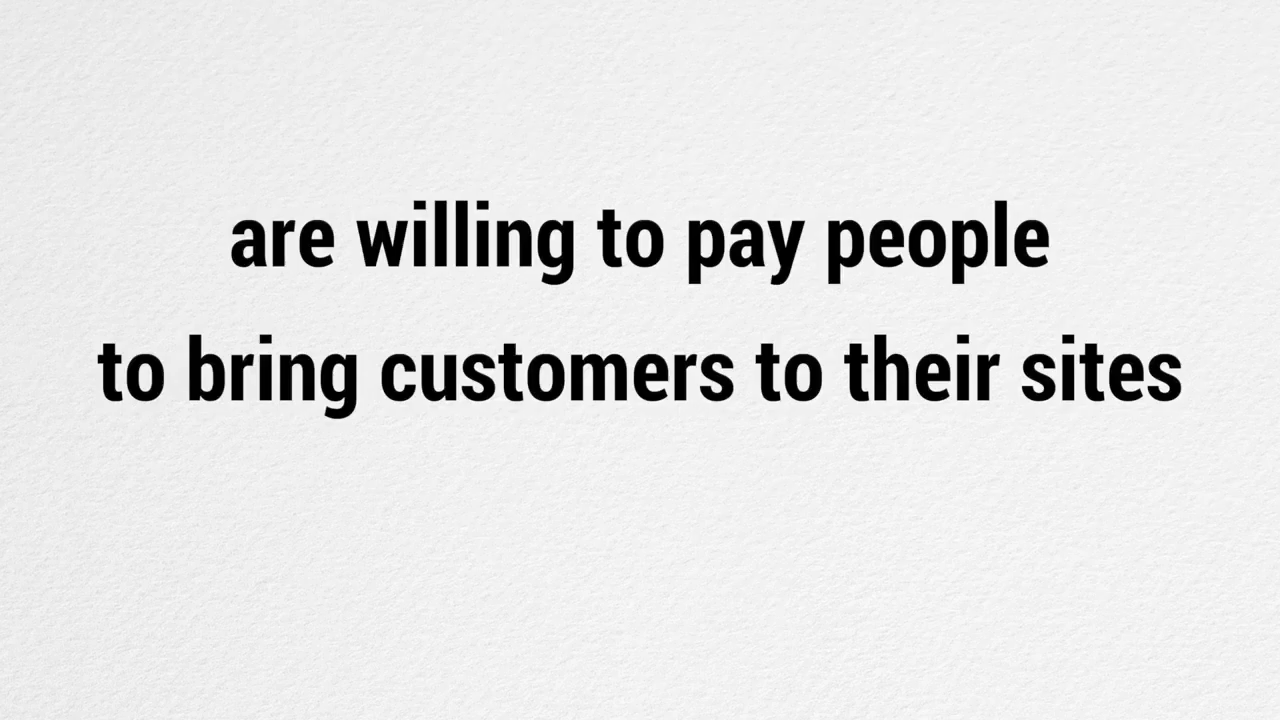 are willing to pay people
to bring customers to their sites